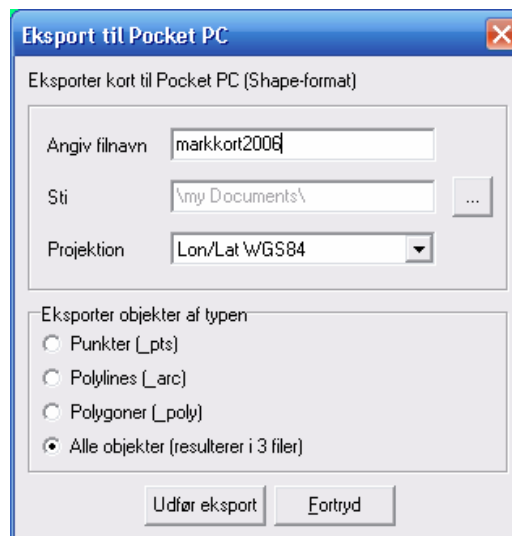 Eksport til Pocket PC
Eksporter kort til Pocket PC (Shape-format)
Angiv filnavn markkort2006
Sti \my Documents\ ...
Projektion Lon/Lat WGS84
Eksporter objekter af typen
Punkter (_pts)
Polylines (_arc)
Polygoner (_poly)
Alle objekter (resulterer i 3 filer)
Udfør eksport Fortryd